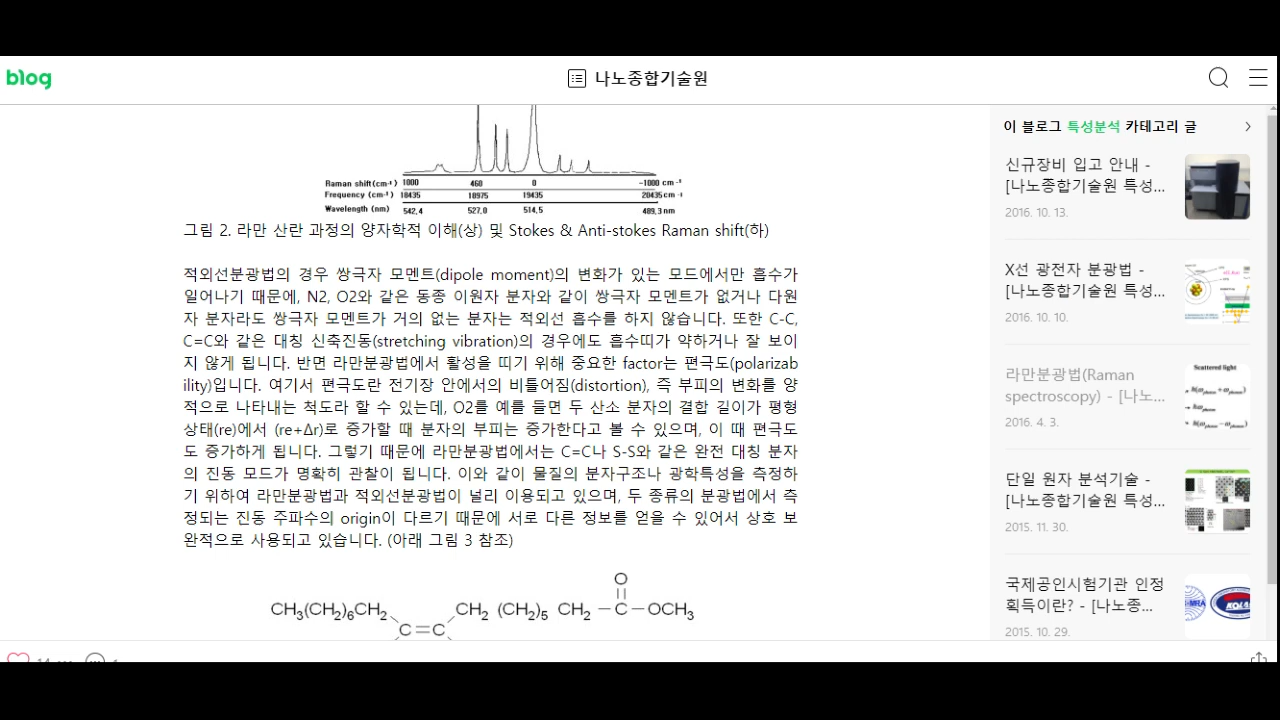 blog
나노종합기술원
Raman shift(cm⁻¹) 1000 460 0 -1000 cm⁻¹
Frequency (cm⁻¹) 18435 18975 19435 20435 cm⁻¹
Wavelength (nm) 542,4 527,0 514,5 489,3 nm
그림 2. 라만 산란 과정의 양자학적 이해(상) 및 Stokes & Anti-stokes Raman shift(하)
적외선분광법의 경우 쌍극자 모멘트(dipole moment)의 변화가 있는 모드에서만 흡수가
일어나기 때문에, N2, O2와 같은 동종 이원자 분자와 같이 쌍극자 모멘트가 없거나 다원
자 분자라도 쌍극자 모멘트가 거의 없는 분자는 적외선 흡수를 하지 않습니다. 또한 C-C,
C=C와 같은 대칭 신축진동(stretching vibration)의 경우에도 흡수띠가 약하거나 잘 보이
지 않게 됩니다. 반면 라만분광법에서 활성을 띠기 위해 중요한 factor는 편극도(polarizab
ility)입니다. 여기서 편극도란 전기장 안에서의 비틀어짐(distortion), 즉 부피의 변화를 양
적으로 나타내는 척도라 할 수 있는데, O2를 예를 들면 두 산소 분자의 결합 길이가 평형
상태(re)에서 (re+Δr)로 증가할 때 분자의 부피는 증가한다고 볼 수 있으며, 이 때 편극도
도 증가하게 됩니다. 그렇기 때문에 라만분광법에서는 C=C나 S-S와 같은 완전 대칭 분자
의 진동 모드가 명확히 관찰이 됩니다. 이와 같이 물질의 분자구조나 광학특성을 측정하
기 위하여 라만분광법과 적외선분광법이 널리 이용되고 있으며, 두 종류의 분광법에서 측
정되는 진동 주파수의 origin이 다르기 때문에 서로 다른 정보를 얻을 수 있어서 상호 보
완적으로 사용되고 있습니다. (아래 그림 3 참조)
O
CH₃(CH₂)₆CH₂ CH₂ (CH₂)₅ CH₂ – C – OCH₃
C=C
이 블로그 특성분석 카테고리 글
신규장비 입고 안내 -
[나노종합기술원 특성...
2016. 10. 13.
X선 광전자 분광법 -
[나노종합기술원 특성...
2016. 10. 10.
라만분광법(Raman
spectroscopy) - [나노...
2016. 4. 3.
Scattered light
단일 원자 분석기술 -
[나노종합기술원 특성...
2015. 11. 30.
국제공인시험기관 인정
획득이란? - [나노종...
2015. 10. 29.